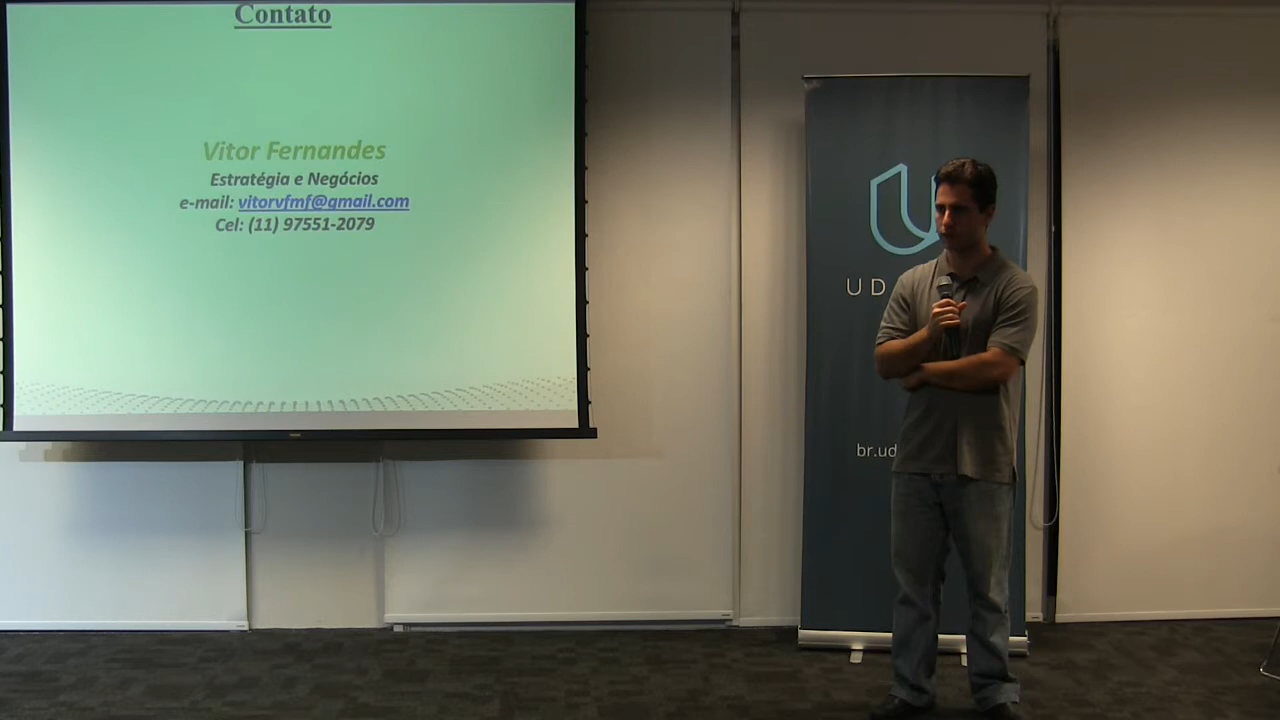 Contato
Vitor Fernandes
Estratégia e Negócios
e-mail: vitorvfmf@gmail.com
Cel: (11) 97551-2079
UD
br.ud